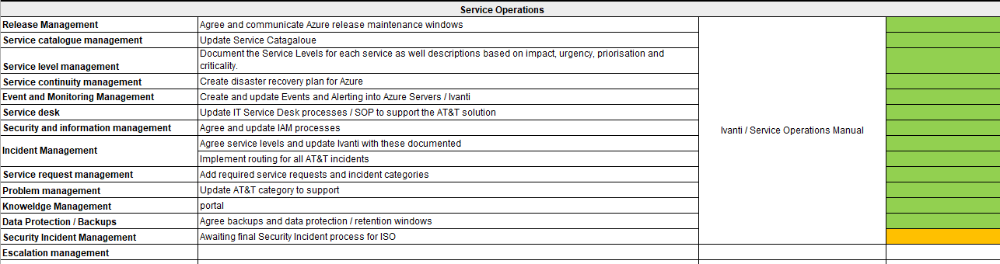 Service Operations
Release Management Agree and communicate Azure release maintenance windows
Service catalogue management Update Service Catagaloue
Service level management Document the Service Levels for each service as well descriptions based on impact, urgency, priorisation and
criticality.
Service continuity management Create disaster recovery plan for Azure
Event and Monitoring Management Create and update Events and Alerting into Azure Servers / Ivanti
Service desk Update IT Service Desk processes / SOP to support the AT&T solution
Security and information management Agree and update IAM processes
Ivanti / Service Operations Manual
Incident Management Agree service levels and update Ivanti with these documented
Implement routing for all AT&T incidents
Service request management Add required service requests and incident categories
Problem management Update AT&T category to support
Knoweldge Management portal
Data Protection / Backups Agree backups and data protection / retention windows
Security Incident Management Awaiting final Security Incident process for ISO
Escalation management